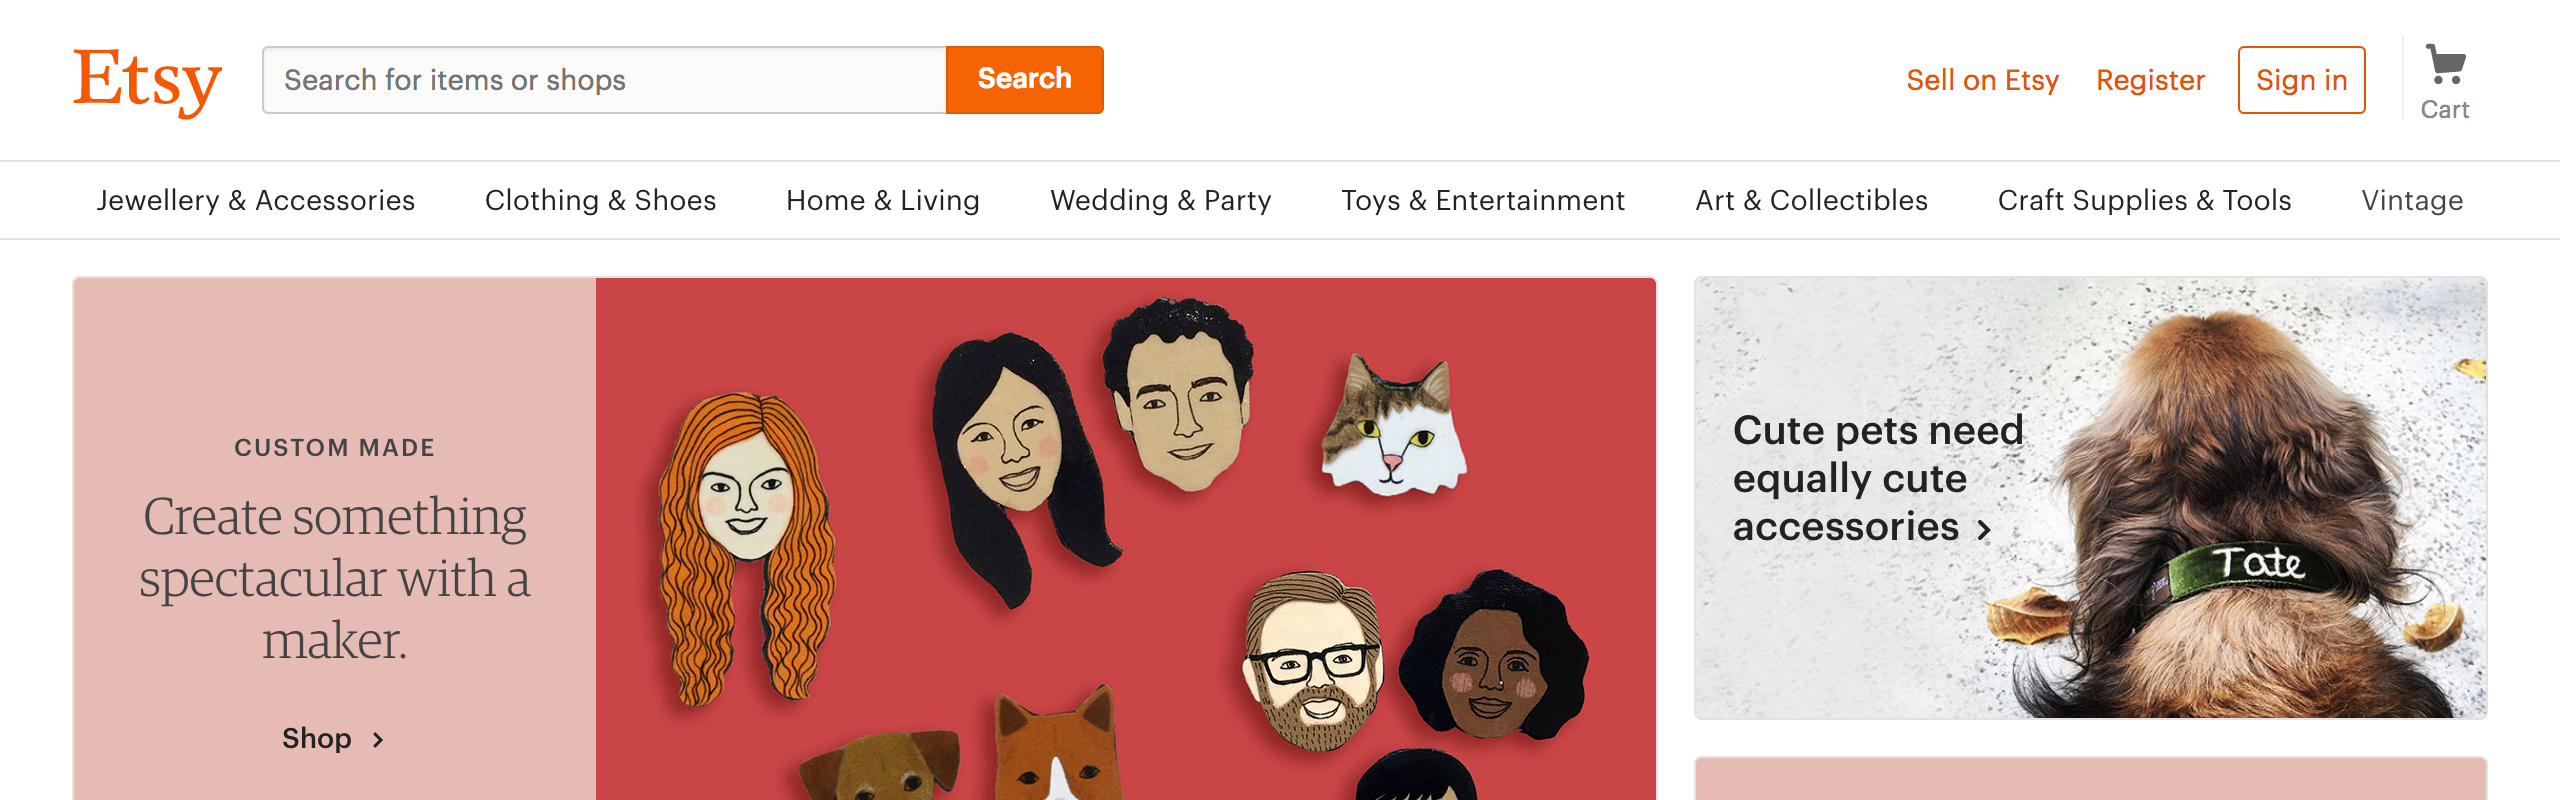 Etsy
Search for items or shops
Search
Sell on Etsy
Register
Sign in
Cart
Jewellery & Accessories
Clothing & Shoes
Home & Living
Wedding & Party
Toys & Entertainment
Art & Collectibles
Craft Supplies & Tools
Vintage
CUSTOM MADE
Create something
spectacular with a
maker.
Shop
Cute pets need
equally cute
accessories
Tate